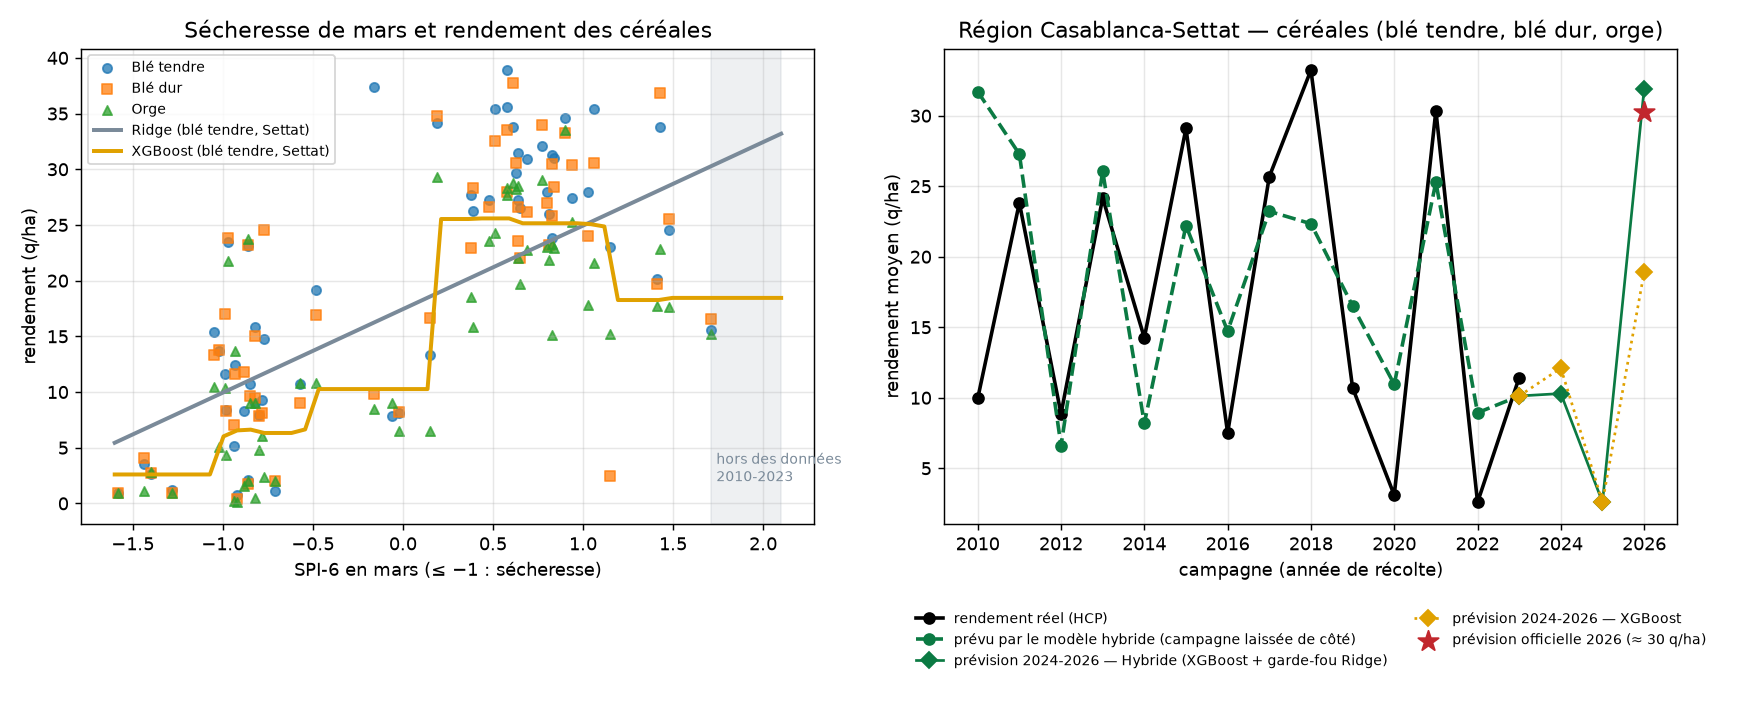 Sécheresse de mars et rendement des céréales
rendement (q/ha)
40
35
30
25
20
15
10
5
0
Blé tendre
Blé dur
Orge
Ridge (blé tendre, Settat)
XGBoost (blé tendre, Settat)
hors des données
2010-2023
−1.5
−1.0
−0.5
0.0
0.5
1.0
1.5
2.0
SPI-6 en mars (≤ −1 : sécheresse)
Région Casablanca-Settat — céréales (blé tendre, blé dur, orge)
rendement moyen (q/ha)
30
25
20
15
10
5
2010
2012
2014
2016
2018
2020
2022
2024
2026
campagne (année de récolte)
rendement réel (HCP)
prévu par le modèle hybride (campagne laissée de côté)
prévision 2024-2026 — Hybride (XGBoost + garde-fou Ridge)
prévision 2024-2026 — XGBoost
prévision officielle 2026 (≈ 30 q/ha)